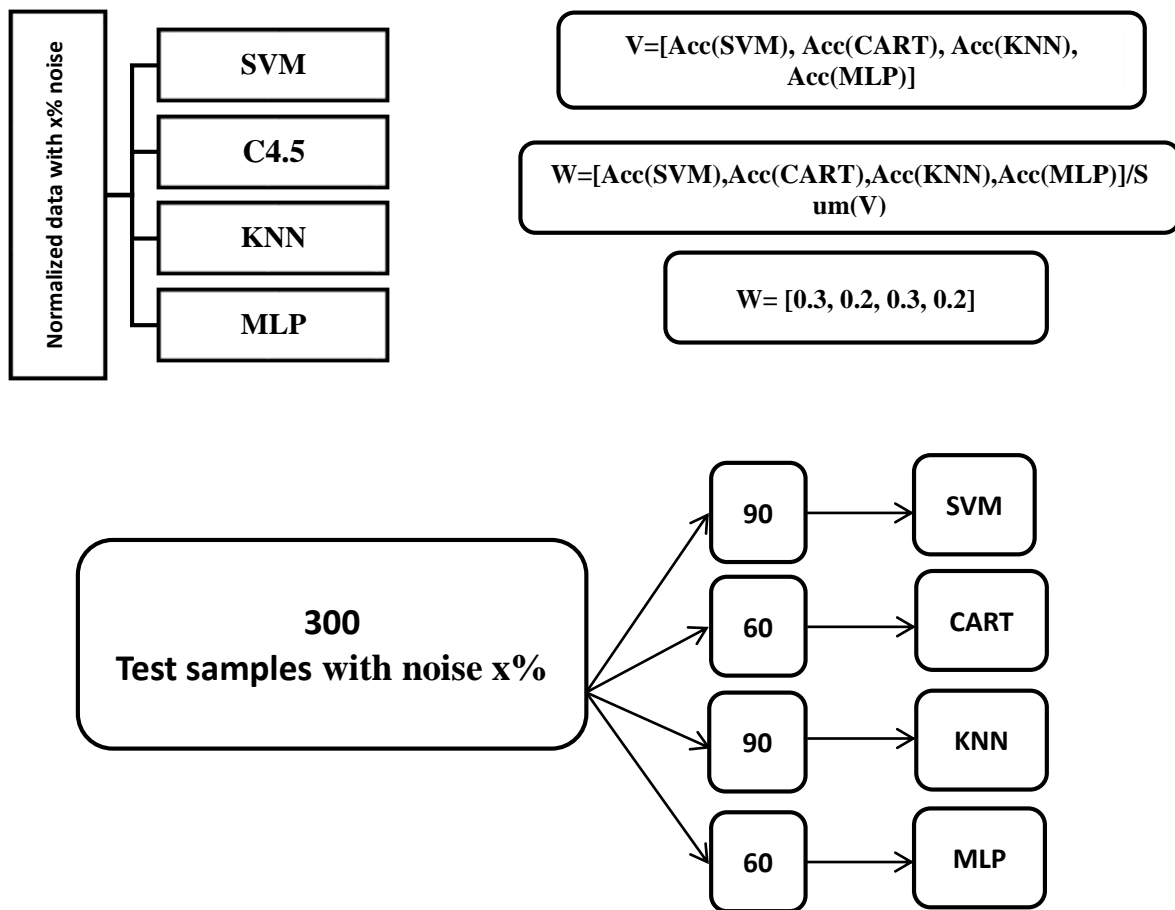 Normalized data with x% noise
SVM
C4.5
KNN
MLP
V=[Acc(SVM), Acc(CART), Acc(KNN),
Acc(MLP)]
W=[Acc(SVM),Acc(CART),Acc(KNN),Acc(MLP)]/S
um(V)
W= [0.3, 0.2, 0.3, 0.2]
300
Test samples with noise x%
90
SVM
60
CART
90
KNN
60
MLP